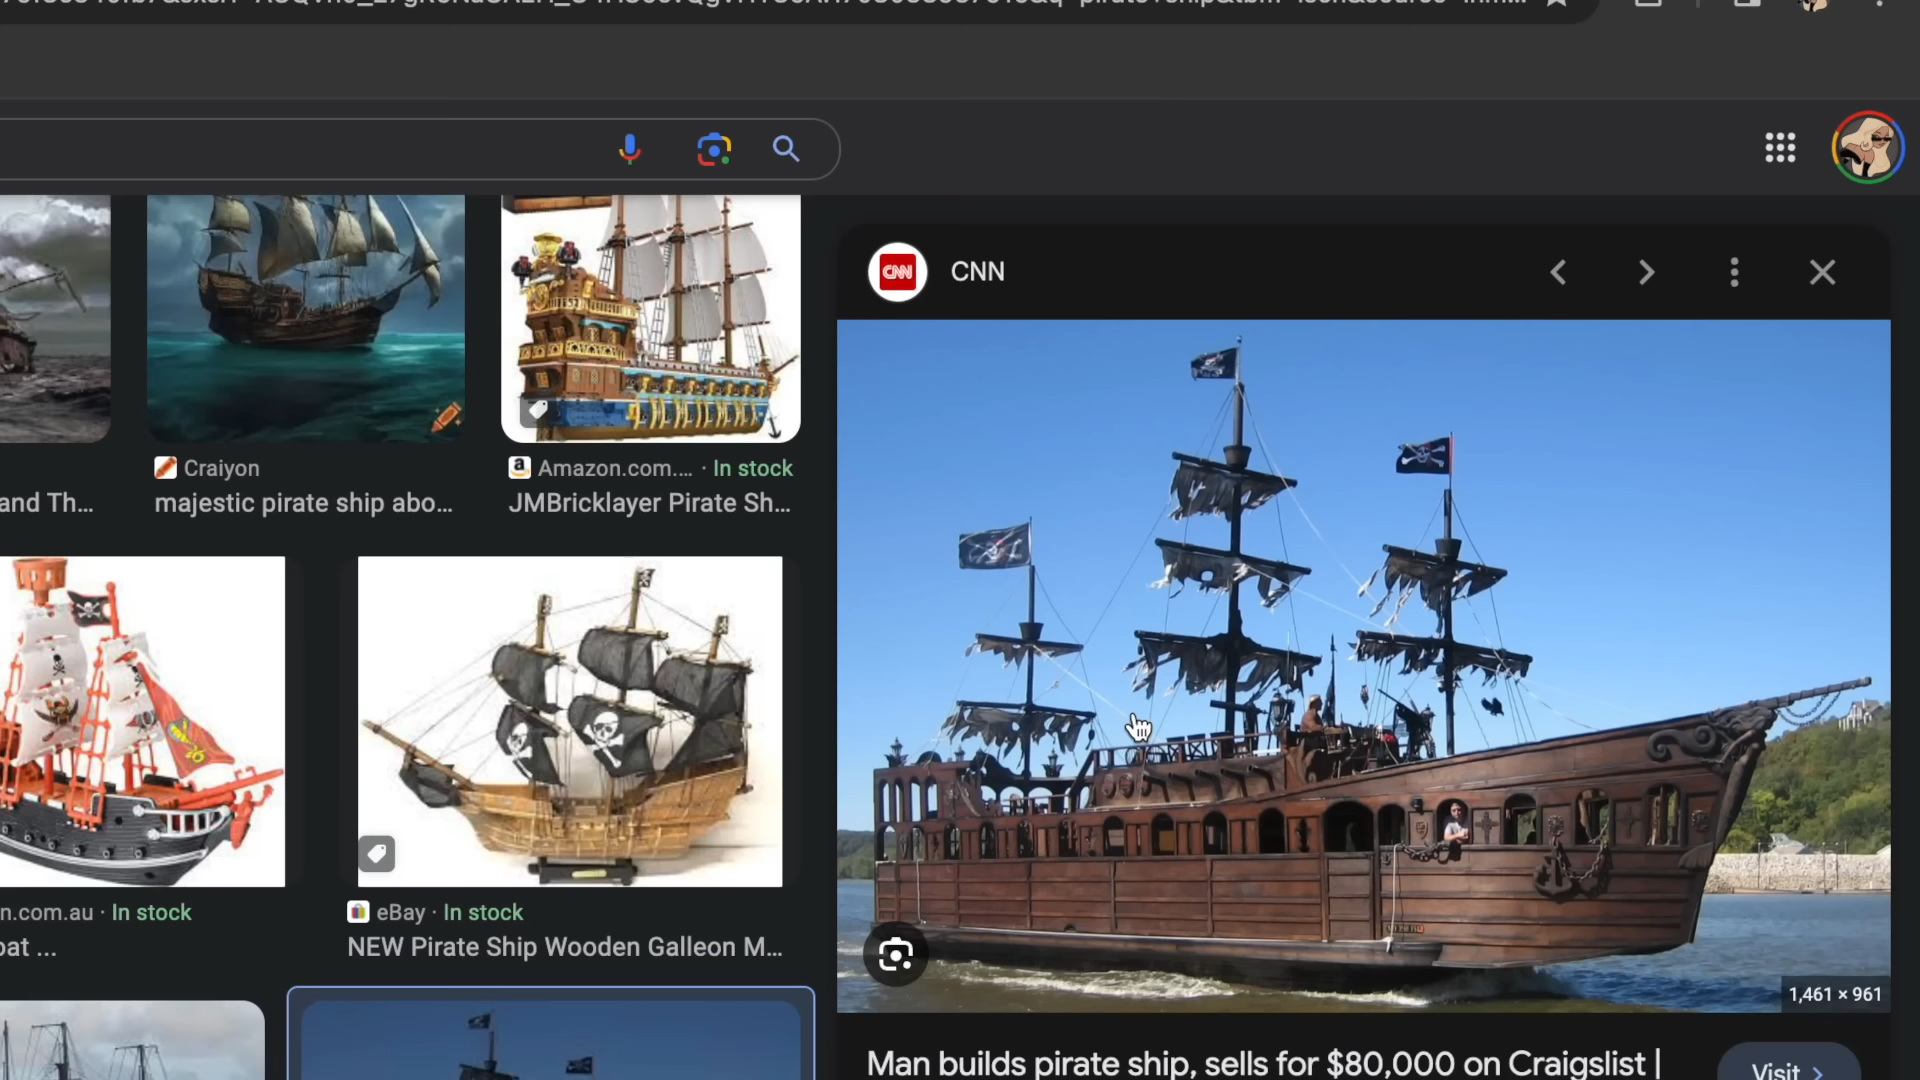 CNN
CNN
Craiyon
majestic pirate ship abo...
Amazon.com.... · In stock
JMBricklayer Pirate Sh...
and Th...
n.com.au · In stock
oat ...
eBay · In stock
NEW Pirate Ship Wooden Galleon M...
1,461 × 961
Man builds pirate ship, sells for $80,000 on Craigslist |
Visit